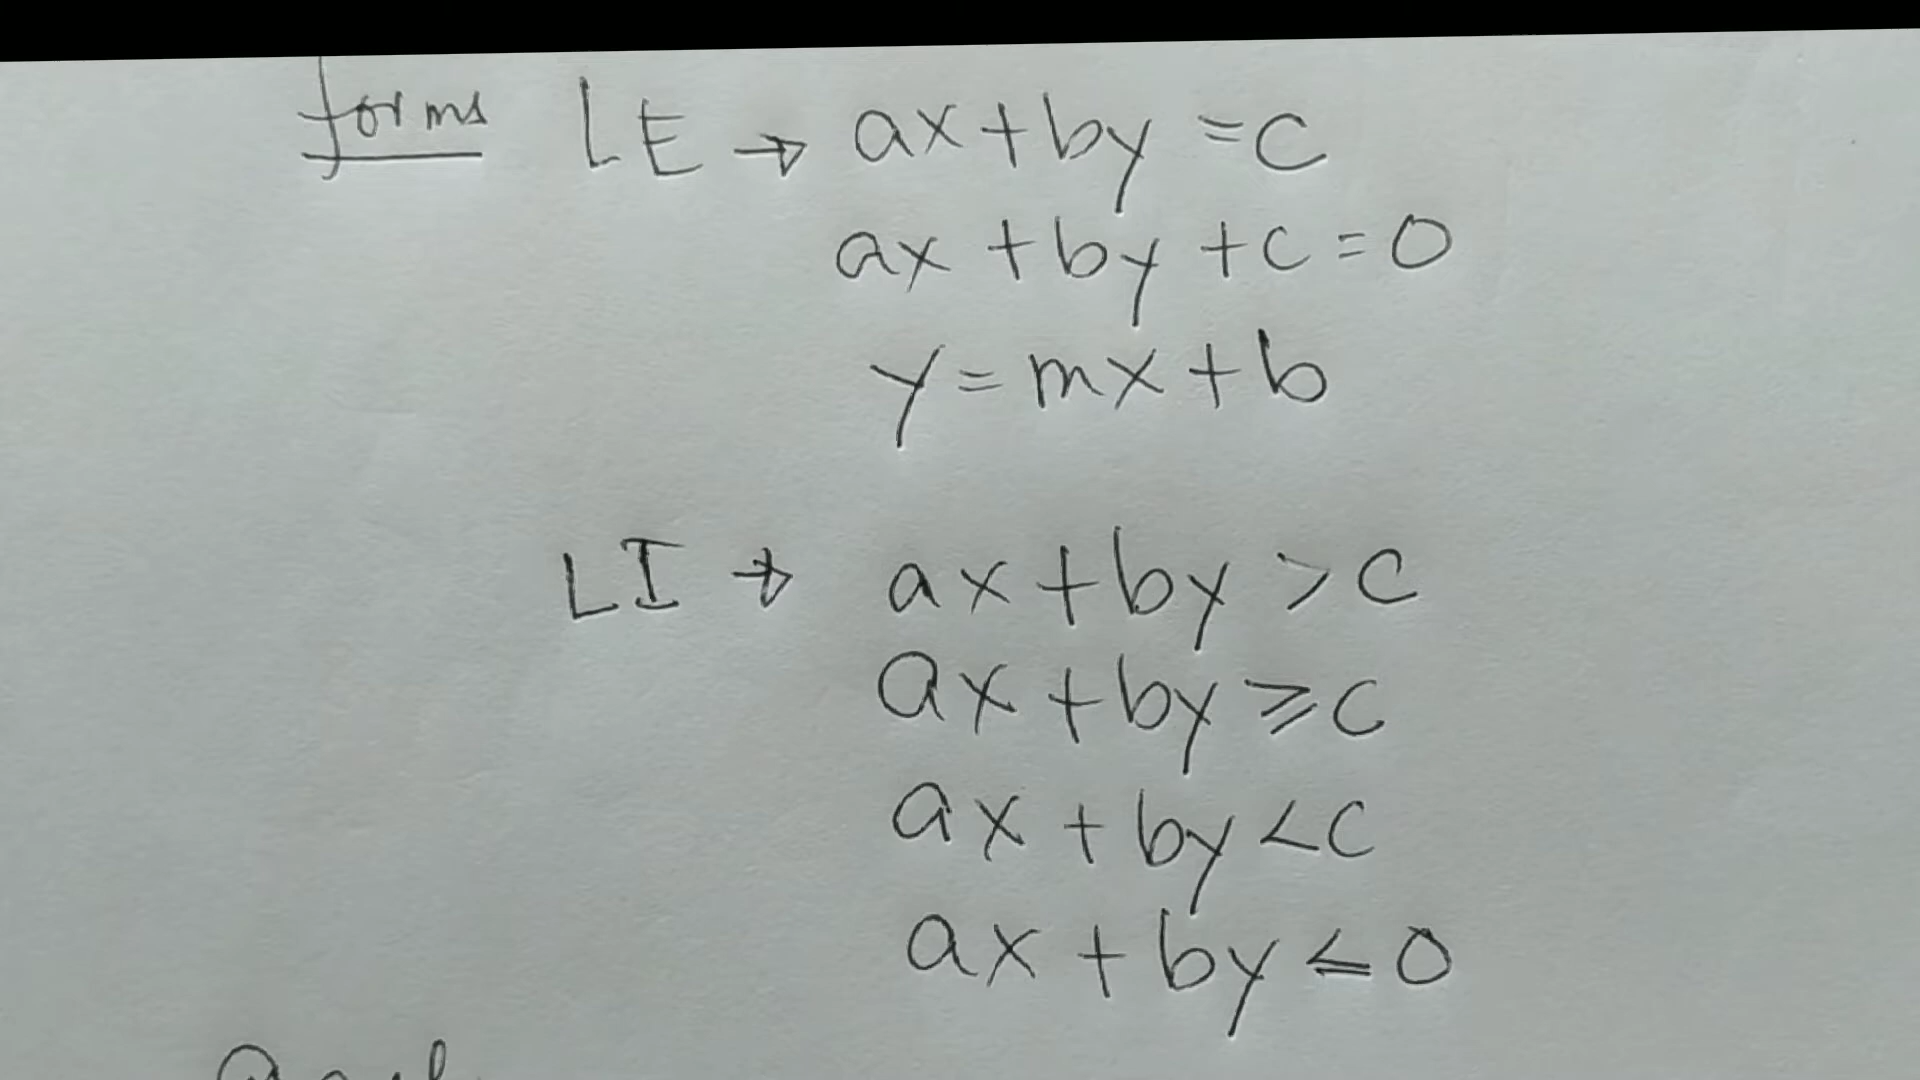 forms LE → ax + by = c
ax + by + c = 0
y = mx + b
LI → ax + by > c
ax + by ⩾ c
ax + by < c
ax + by ≤ 0